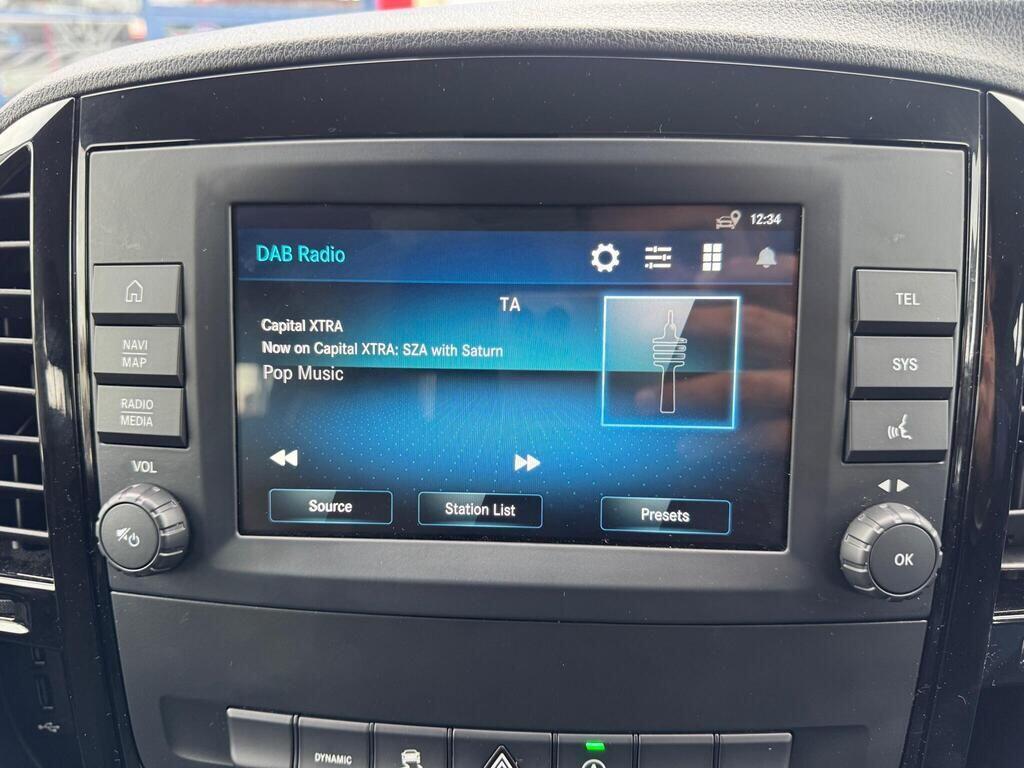 12:34
DAB Radio
TA
Capital XTRA
Now on Capital XTRA: SZA with Saturn
Pop Music
Source
Station List
Presets
NAVI
MAP
RADIO
MEDIA
VOL
TEL
SYS
OK
DYNAMIC